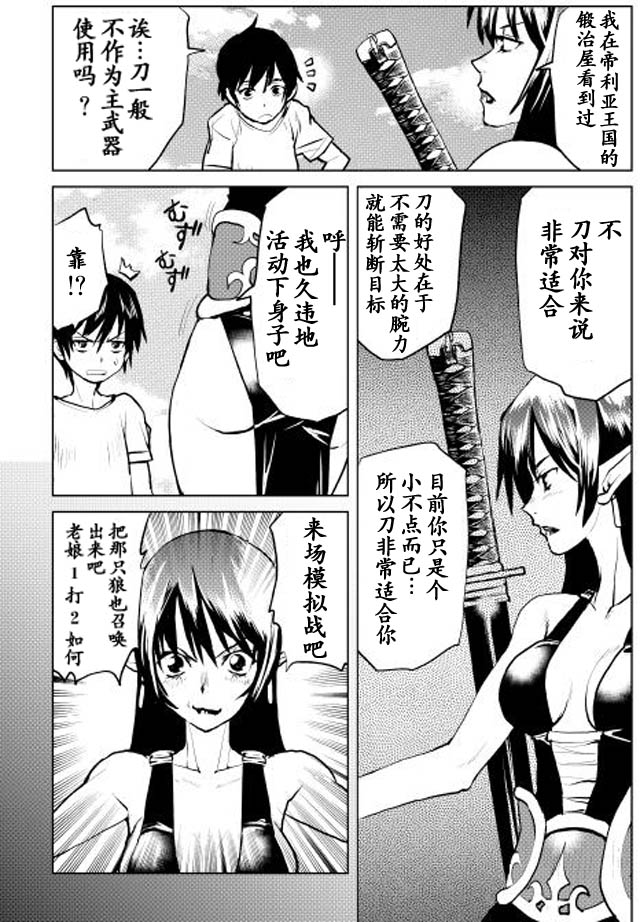 我在帝利亚王国的
锻治屋看到过
诶…刀一般
不作为主武器
使用吗？
不
刀对你来说
非常适合
刀的好处在于
不需要太大的腕力
就能斩断目标
目前你只是个
小不点而已…
所以刀非常适合你
呼——
我也久违地
活动下身子吧
むずっ
むずっ
靠!?
来场模拟战吧
把那只狼也召唤
出来吧
老娘1打2如何